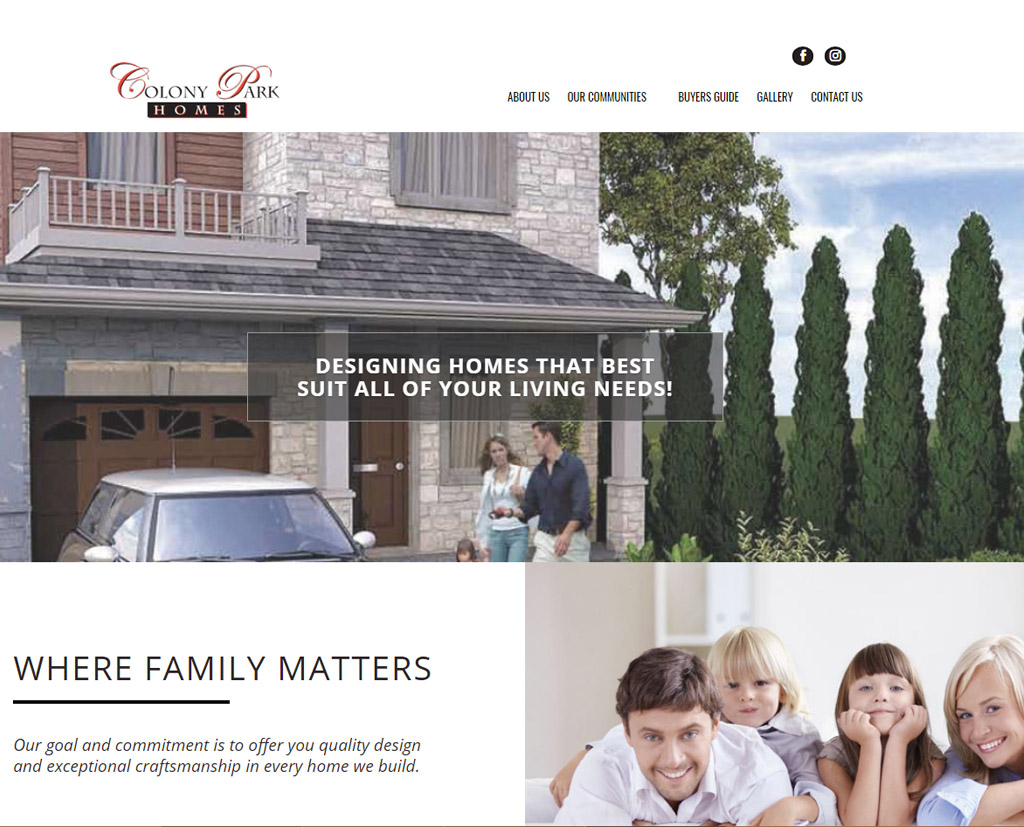 COLONY PARK
HOMES
ABOUT US OUR COMMUNITIES BUYERS GUIDE GALLERY CONTACT US
DESIGNING HOMES THAT BEST
SUIT ALL OF YOUR LIVING NEEDS!
WHERE FAMILY MATTERS
Our goal and commitment is to offer you quality design
and exceptional craftsmanship in every home we build.